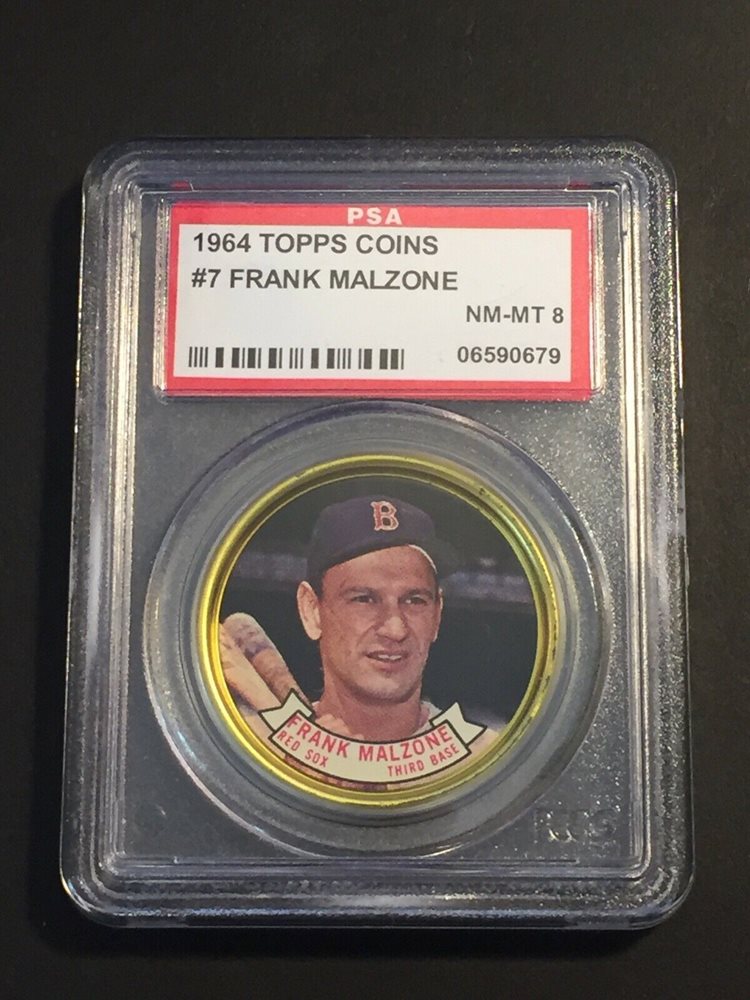 PSA
1964 TOPPS COINS
#7 FRANK MALZONE
NM-MT 8
06590679
B
FRANK MALZONE
RED SOX THIRD BASE